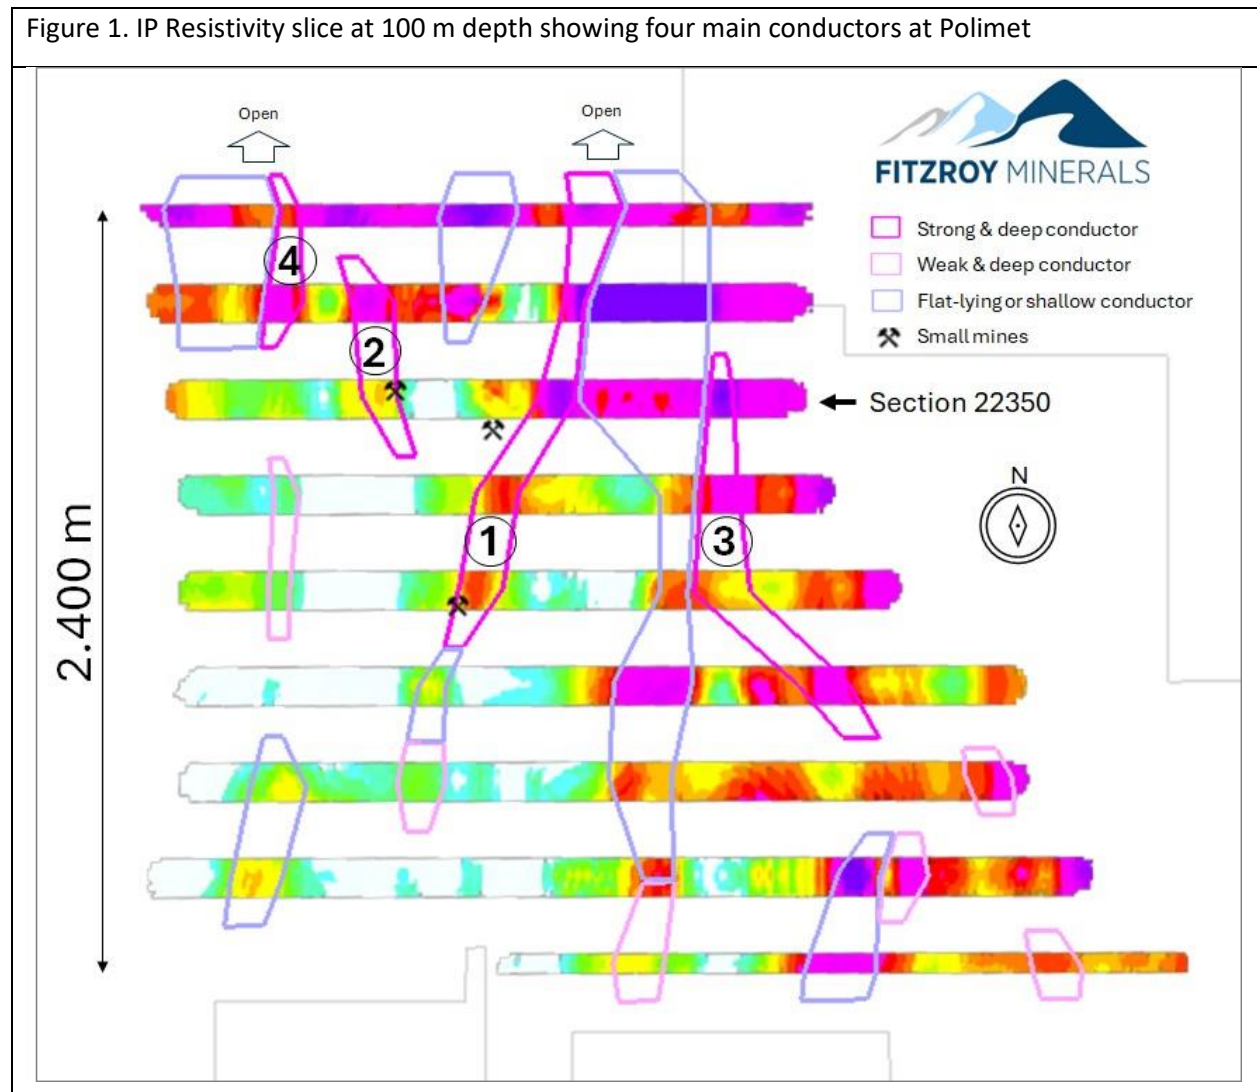 Figure 1. IP Resistivity slice at 100 m depth showing four main conductors at Polimet
Open
Open
FITZROY MINERALS
Strong & deep conductor
Weak & deep conductor
Flat-lying or shallow conductor
Small mines
4
2
Section 22350
N
1
3
2.400 m